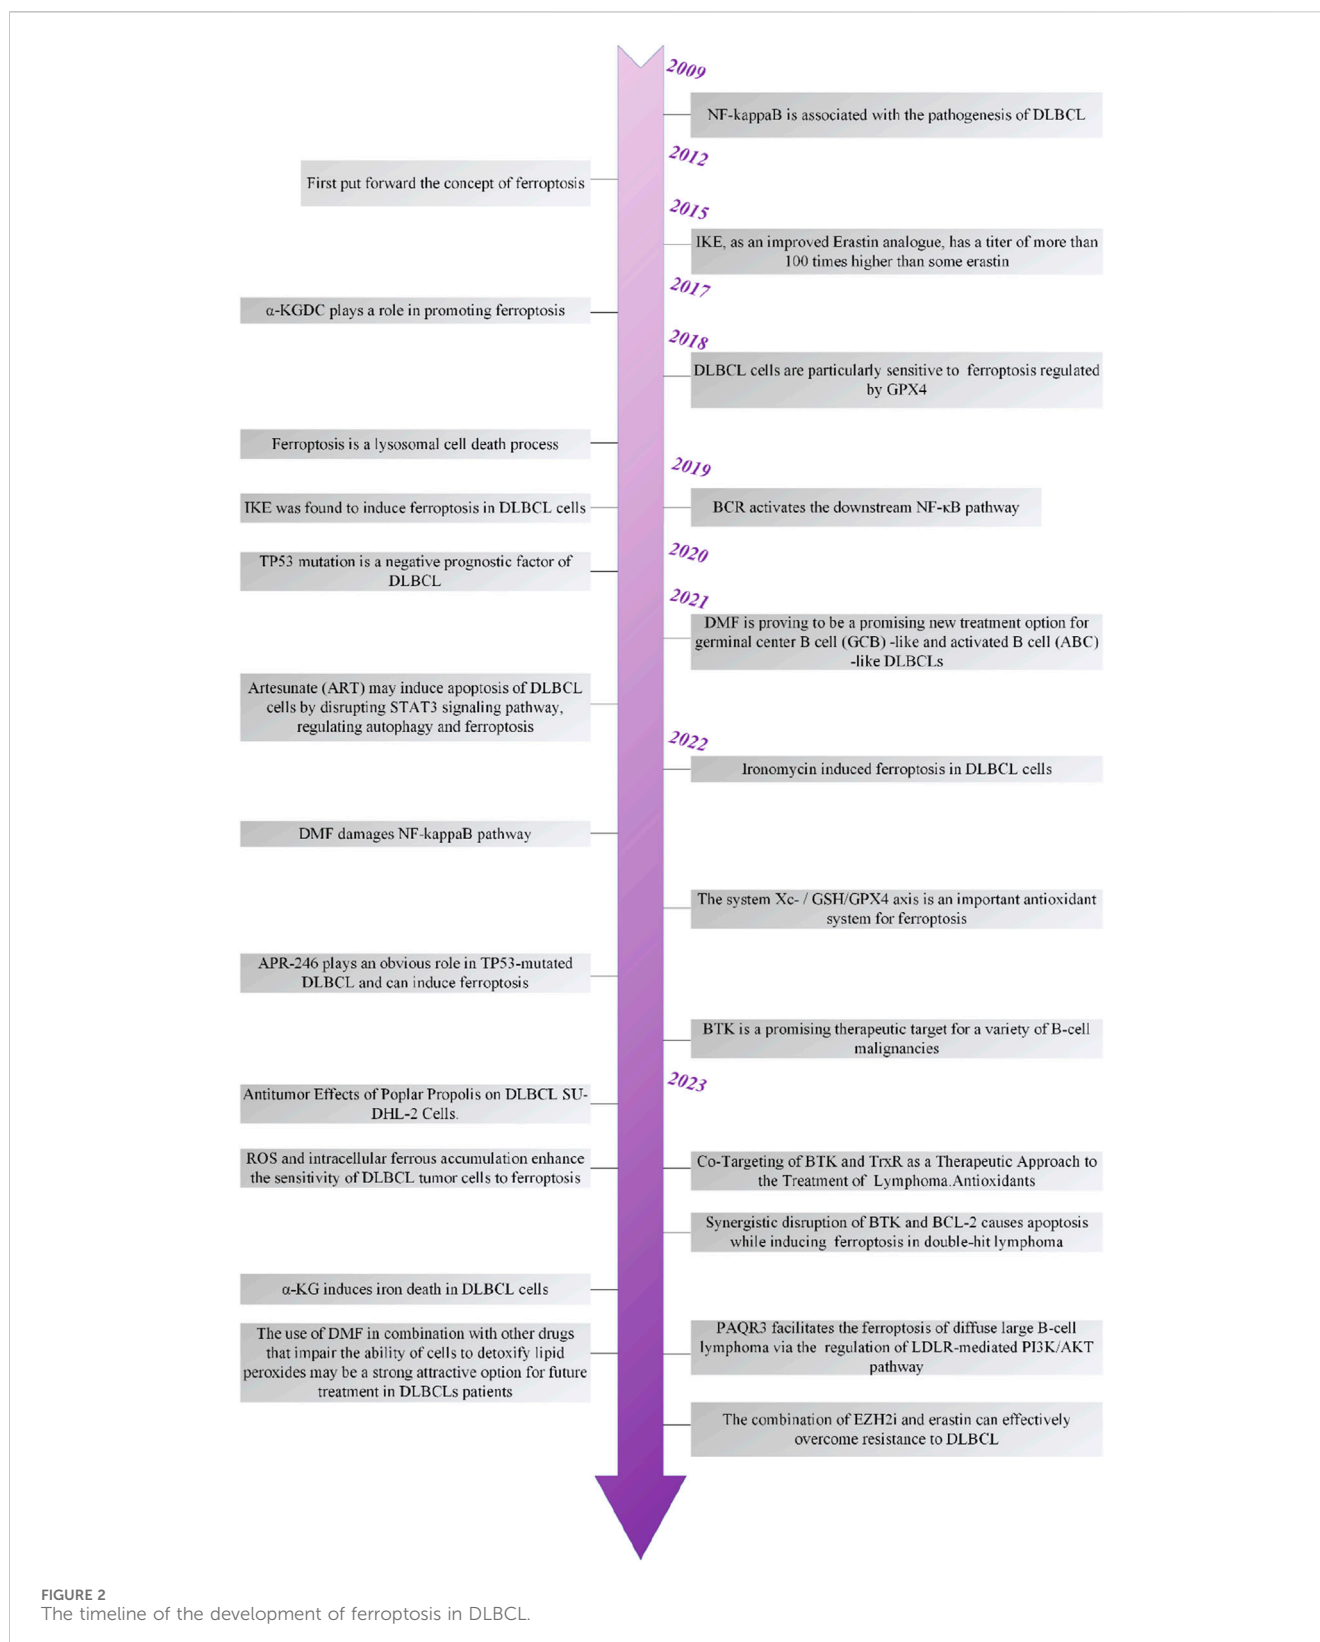 2009
NF-kappaB is associated with the pathogenesis of DLBCL
2012
First put forward the concept of ferroptosis
2015
IKE, as an improved Erastin analogue, has a titer of more than
100 times higher than some erastin
2017
α-KGDC plays a role in promoting ferroptosis
2018
DLBCL cells are particularly sensitive to ferroptosis regulated
by GPX4
Ferroptosis is a lysosomal cell death process
2019
IKE was found to induce ferroptosis in DLBCL cells
BCR activates the downstream NF-κB pathway
2020
TP53 mutation is a negative prognostic factor of
DLBCL
2021
DMF is proving to be a promising new treatment option for
germinal center B cell (GCB) -like and activated B cell (ABC)
-like DLBCLs
Artesunate (ART) may induce apoptosis of DLBCL
cells by disrupting STAT3 signaling pathway,
regulating autophagy and ferroptosis
2022
Ironomycin induced ferroptosis in DLBCL cells
DMF damages NF-kappaB pathway
The system Xc- / GSH/GPX4 axis is an important antioxidant
system for ferroptosis
APR-246 plays an obvious role in TP53-mutated
DLBCL and can induce ferroptosis
BTK is a promising therapeutic target for a variety of B-cell
malignancies
2023
Antitumor Effects of Poplar Propolis on DLBCL SU-
DHL-2 Cells.
ROS and intracellular ferrous accumulation enhance
the sensitivity of DLBCL tumor cells to ferroptosis
Co-Targeting of BTK and TrxR as a Therapeutic Approach to
the Treatment of Lymphoma.Antioxidants
Synergistic disruption of BTK and BCL-2 causes apoptosis
while inducing ferroptosis in double-hit lymphoma
α-KG induces iron death in DLBCL cells
The use of DMF in combination with other drugs
that impair the ability of cells to detoxify lipid
peroxides may be a strong attractive option for future
treatment in DLBCLs patients
PAQR3 facilitates the ferroptosis of diffuse large B-cell
lymphoma via the regulation of LDLR-mediated PI3K/AKT
pathway
The combination of EZH2i and erastin can effectively
overcome resistance to DLBCL
FIGURE 2
The timeline of the development of ferroptosis in DLBCL.